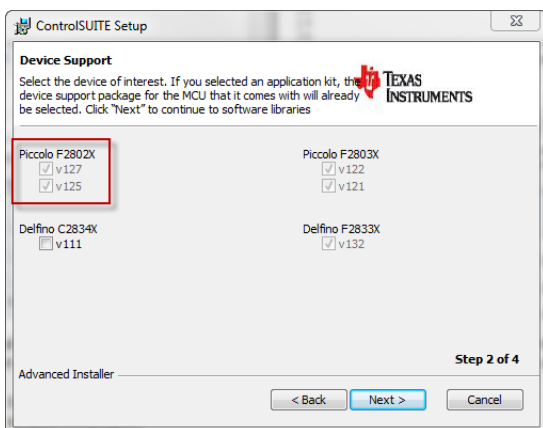 ControlSUITE Setup
Device Support
Select the device of interest. If you selected an application kit, the
device support package for the MCU that it comes with will already
be selected. Click "Next" to continue to software libraries
TEXAS
INSTRUMENTS
Piccolo F2802X
v127
v125
Piccolo F2803X
v122
v121
Delfino C2834X
v111
Delfino F2833X
v132
Step 2 of 4
Advanced Installer
< Back
Next >
Cancel